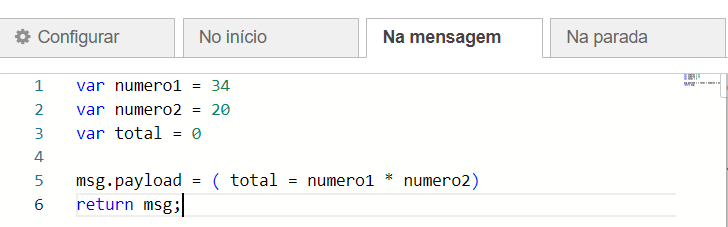 Configurar No início Na mensagem Na parada
1 var numero1 = 34
2 var numero2 = 20
3 var total = 0
4
5 msg.payload = ( total = numero1 * numero2)
6 return msg;